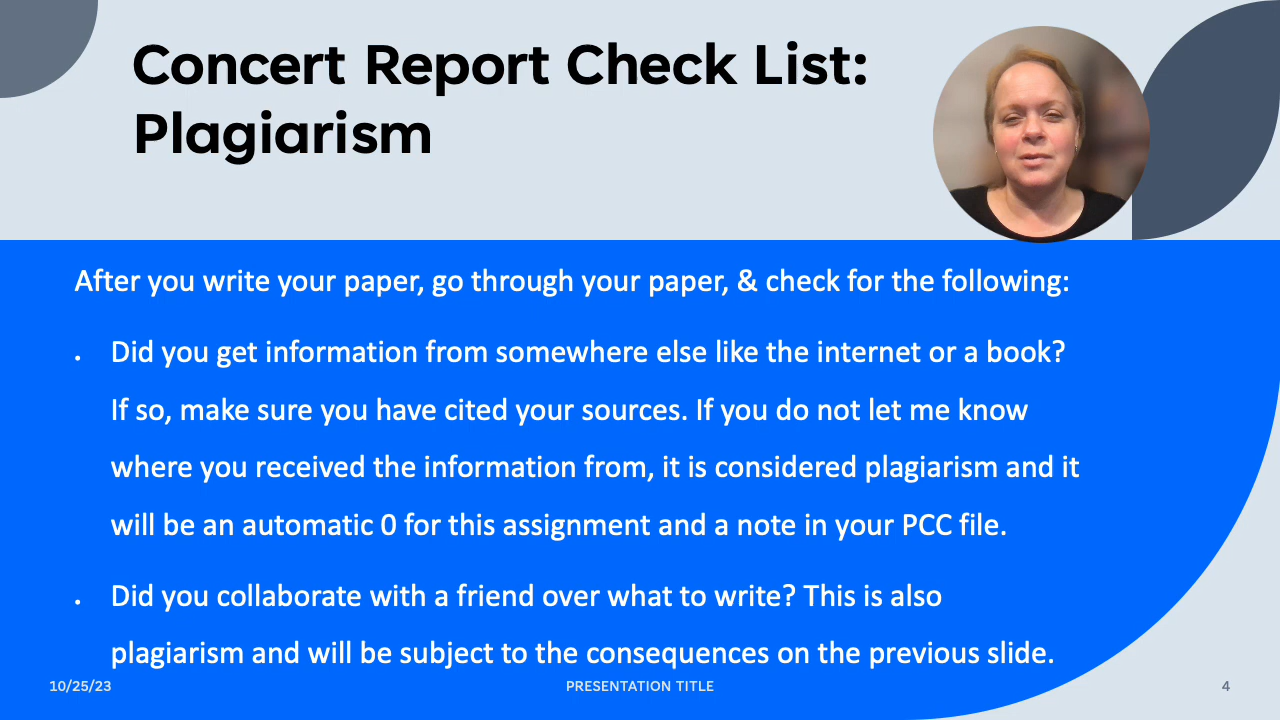 Concert Report Check List:
Plagiarism
After you write your paper, go through your paper, & check for the following:
• Did you get information from somewhere else like the internet or a book?
If so, make sure you have cited your sources. If you do not let me know
where you received the information from, it is considered plagiarism and it
will be an automatic 0 for this assignment and a note in your PCC file.
• Did you collaborate with a friend over what to write? This is also
plagiarism and will be subject to the consequences on the previous slide.
10/25/23
PRESENTATION TITLE
4